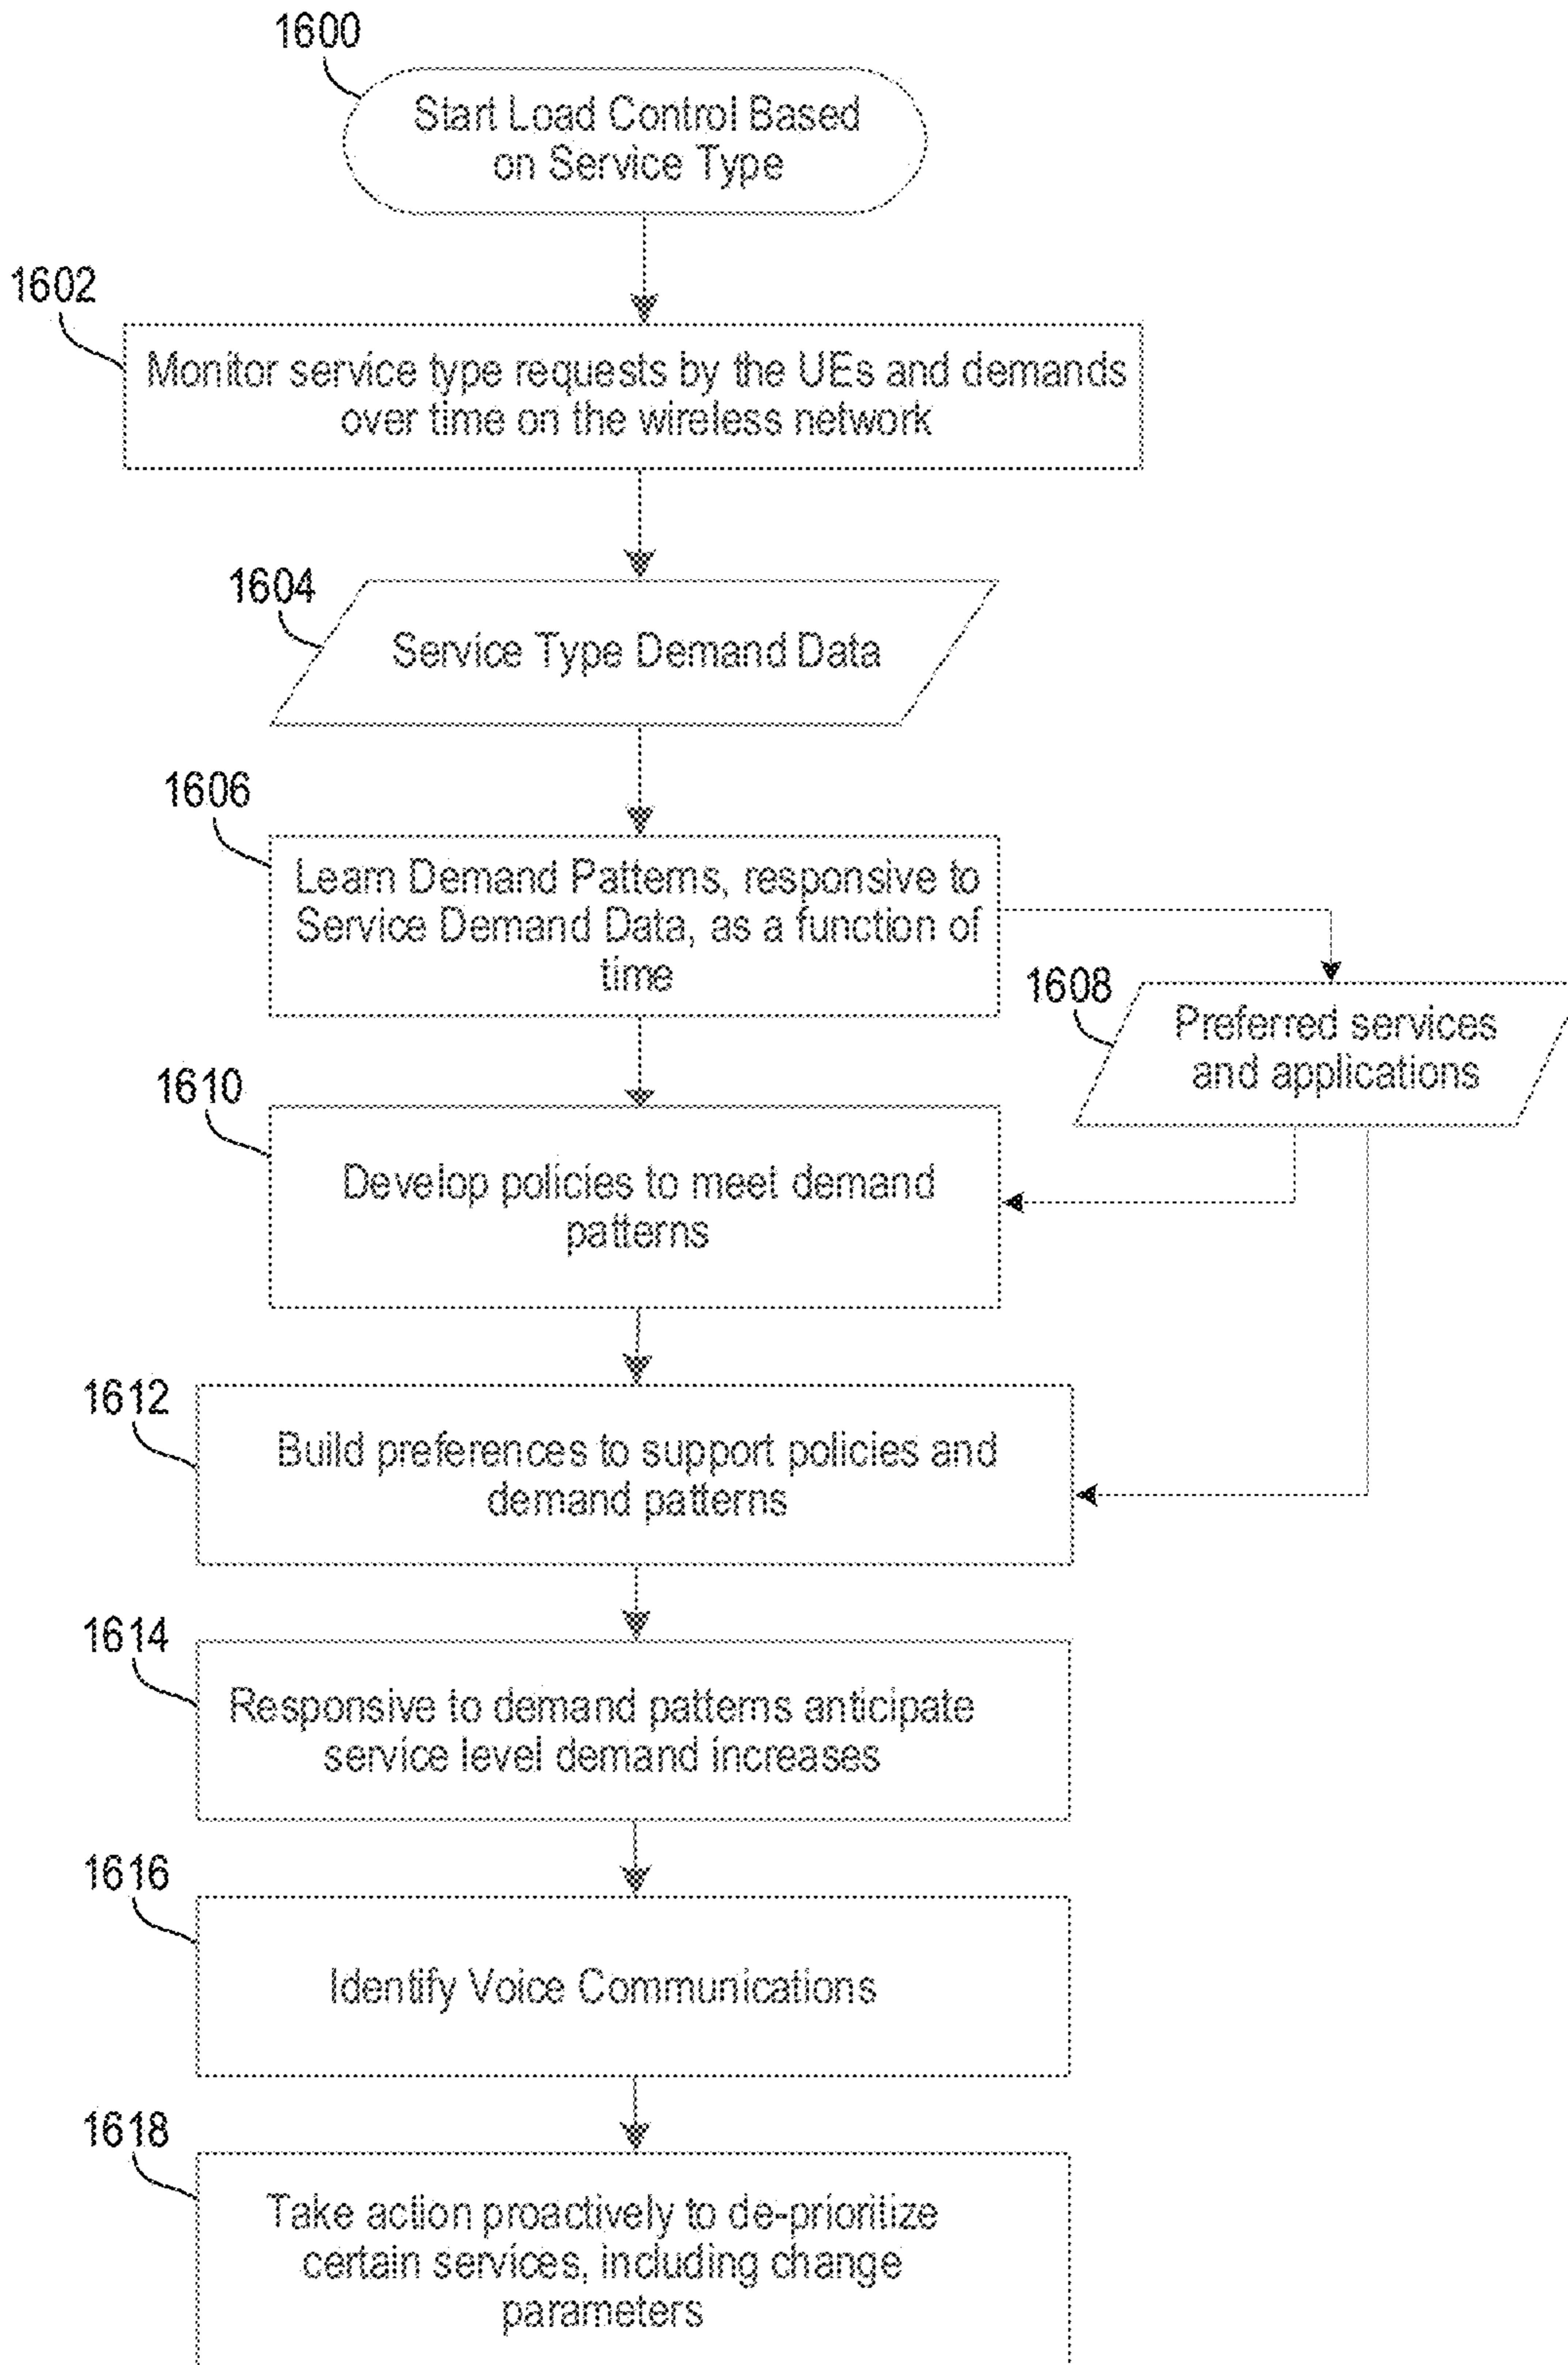 1600
Start Load Control Based
on Service Type
1602
Monitor service type requests by the UEs and demands
over time on the wireless network
1604
Service Type Demand Data
1606
Learn Demand Patterns, responsive to
Service Demand Data, as a function of
time
1608
Preferred services
and applications
1610
Develop policies to meet demand
patterns
1612
Build preferences to support policies and
demand patterns
1614
Responsive to demand patterns anticipate
service level demand increases
1616
Identify Voice Communications
1618
Take action proactively to de-prioritize
certain services, including change
parameters